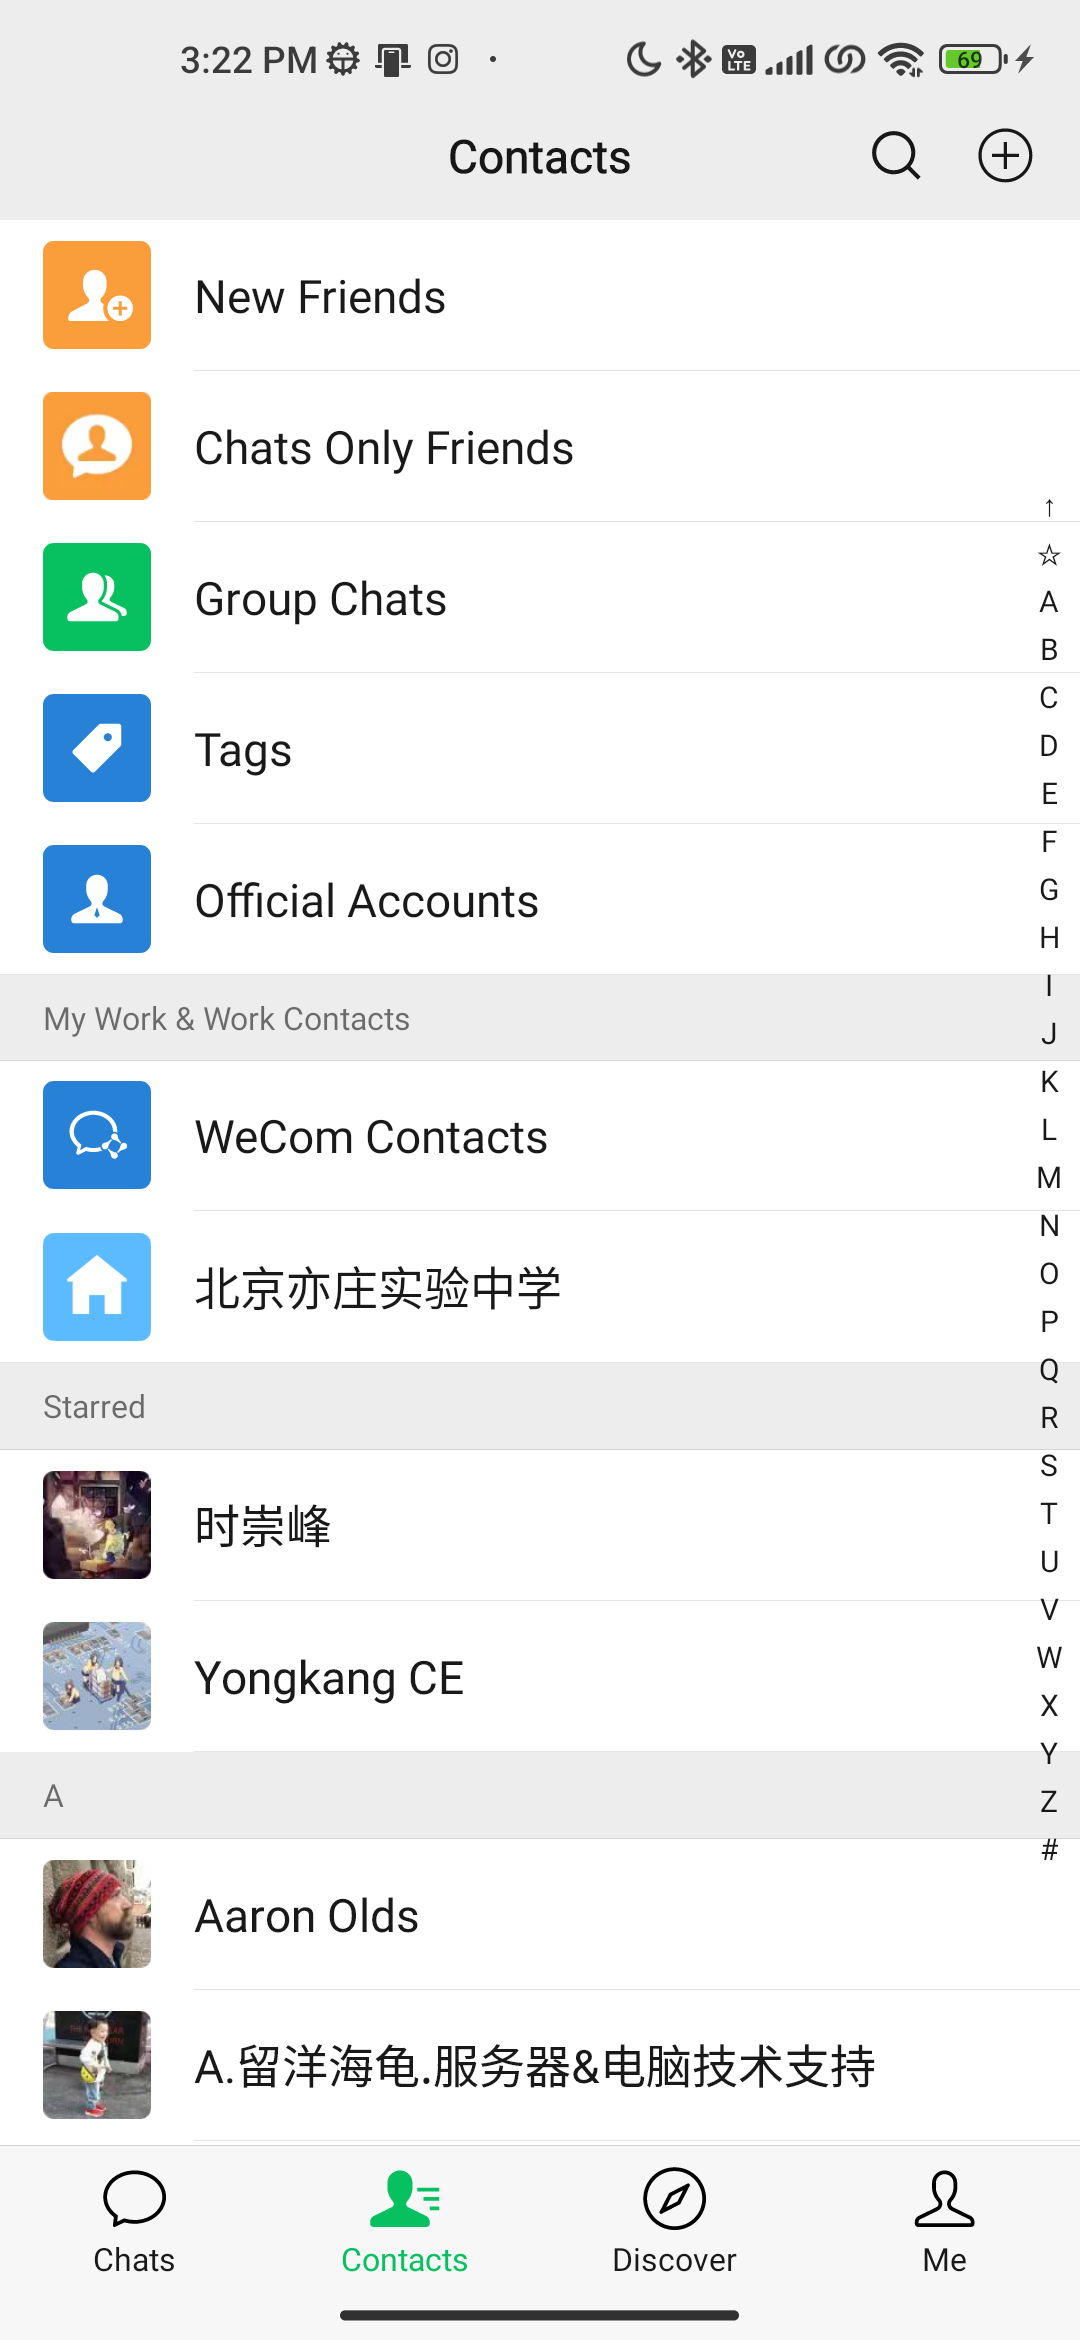 3:22 PM
Vo LTE
69
Contacts
New Friends
Chats Only Friends
Group Chats
Tags
Official Accounts
My Work & Work Contacts
WeCom Contacts
北京亦庄实验中学
Starred
时崇峰
Yongkang CE
A
Aaron Olds
A.留洋海龟.服务器&电脑技术支持
↑
☆
A
B
C
D
E
F
G
H
I
J
K
L
M
N
O
P
Q
R
S
T
U
V
W
X
Y
Z
#
Chats
Contacts
Discover
Me